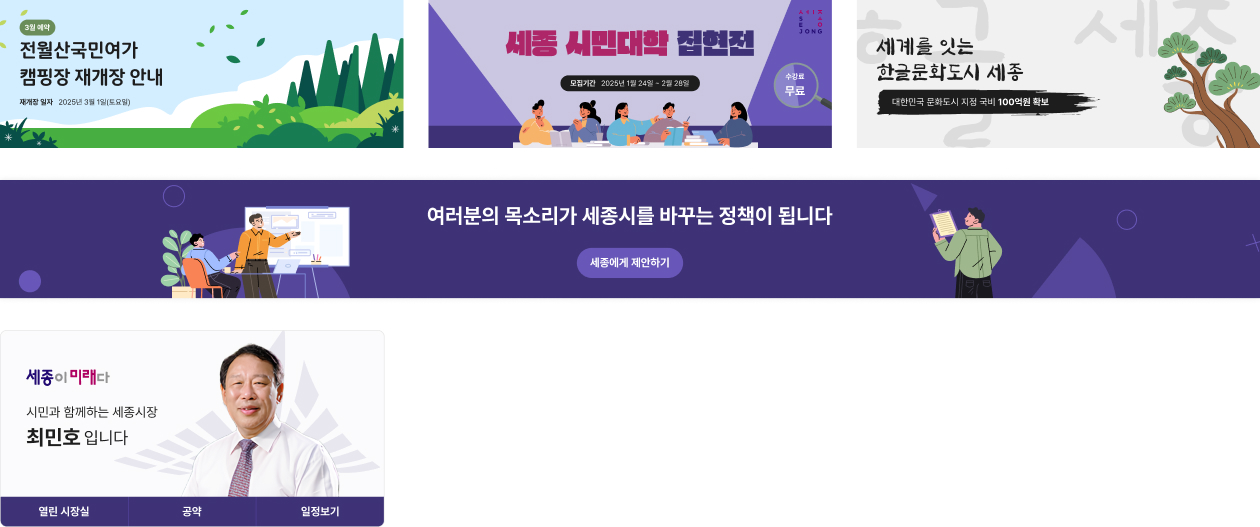 3월 예약
전월산국민여가
캠핑장 재개장 안내
재개장 일자 2025년 3월 1일(토요일)
세종 시민대학 집현전
모집기간 2025년 1월 24일 ~ 2월 28일
수강료
무료
세계를 잇는
한글문화도시 세종
대한민국 문화도시 지정 국비 100억원 확보
여러분의 목소리가 세종시를 바꾸는 정책이 됩니다
세종에게 제안하기
세종이 미래다
시민과 함께하는 세종시장
최민호 입니다
열린 시장실
공약
일정보기